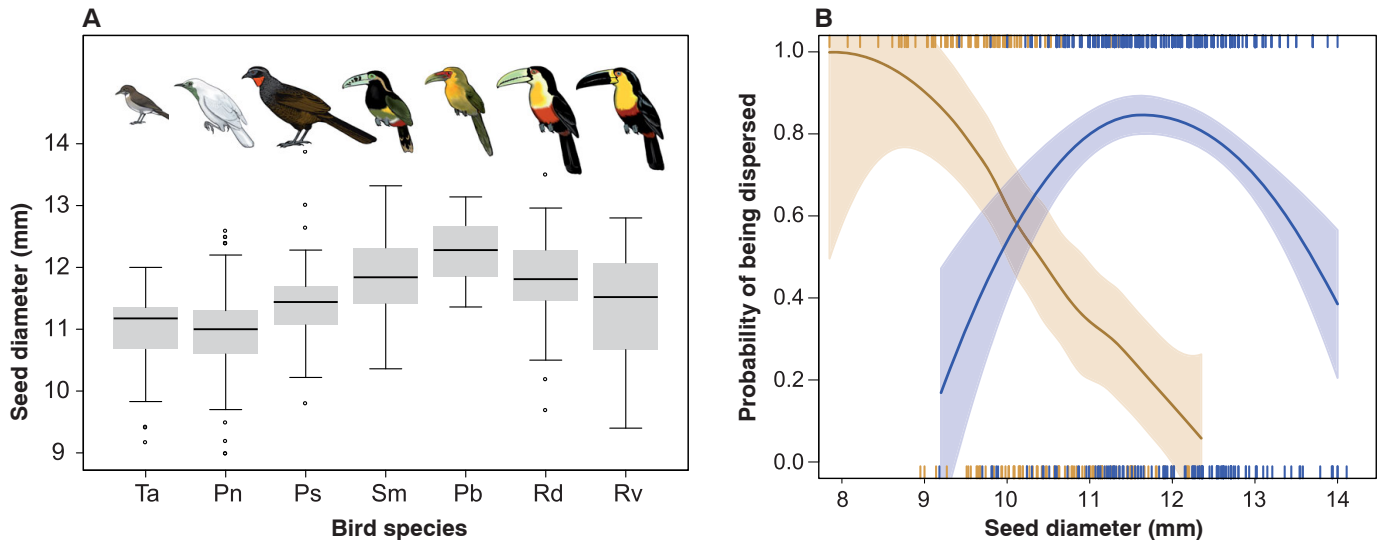 A
Seed diameter (mm)
14
13
12
11
10
9
Ta Pn Ps Sm Pb Rd Rv
Bird species
B
Probability of being dispersed
1.0
0.8
0.6
0.4
0.2
0.0
8 9 10 11 12 13 14
Seed diameter (mm)